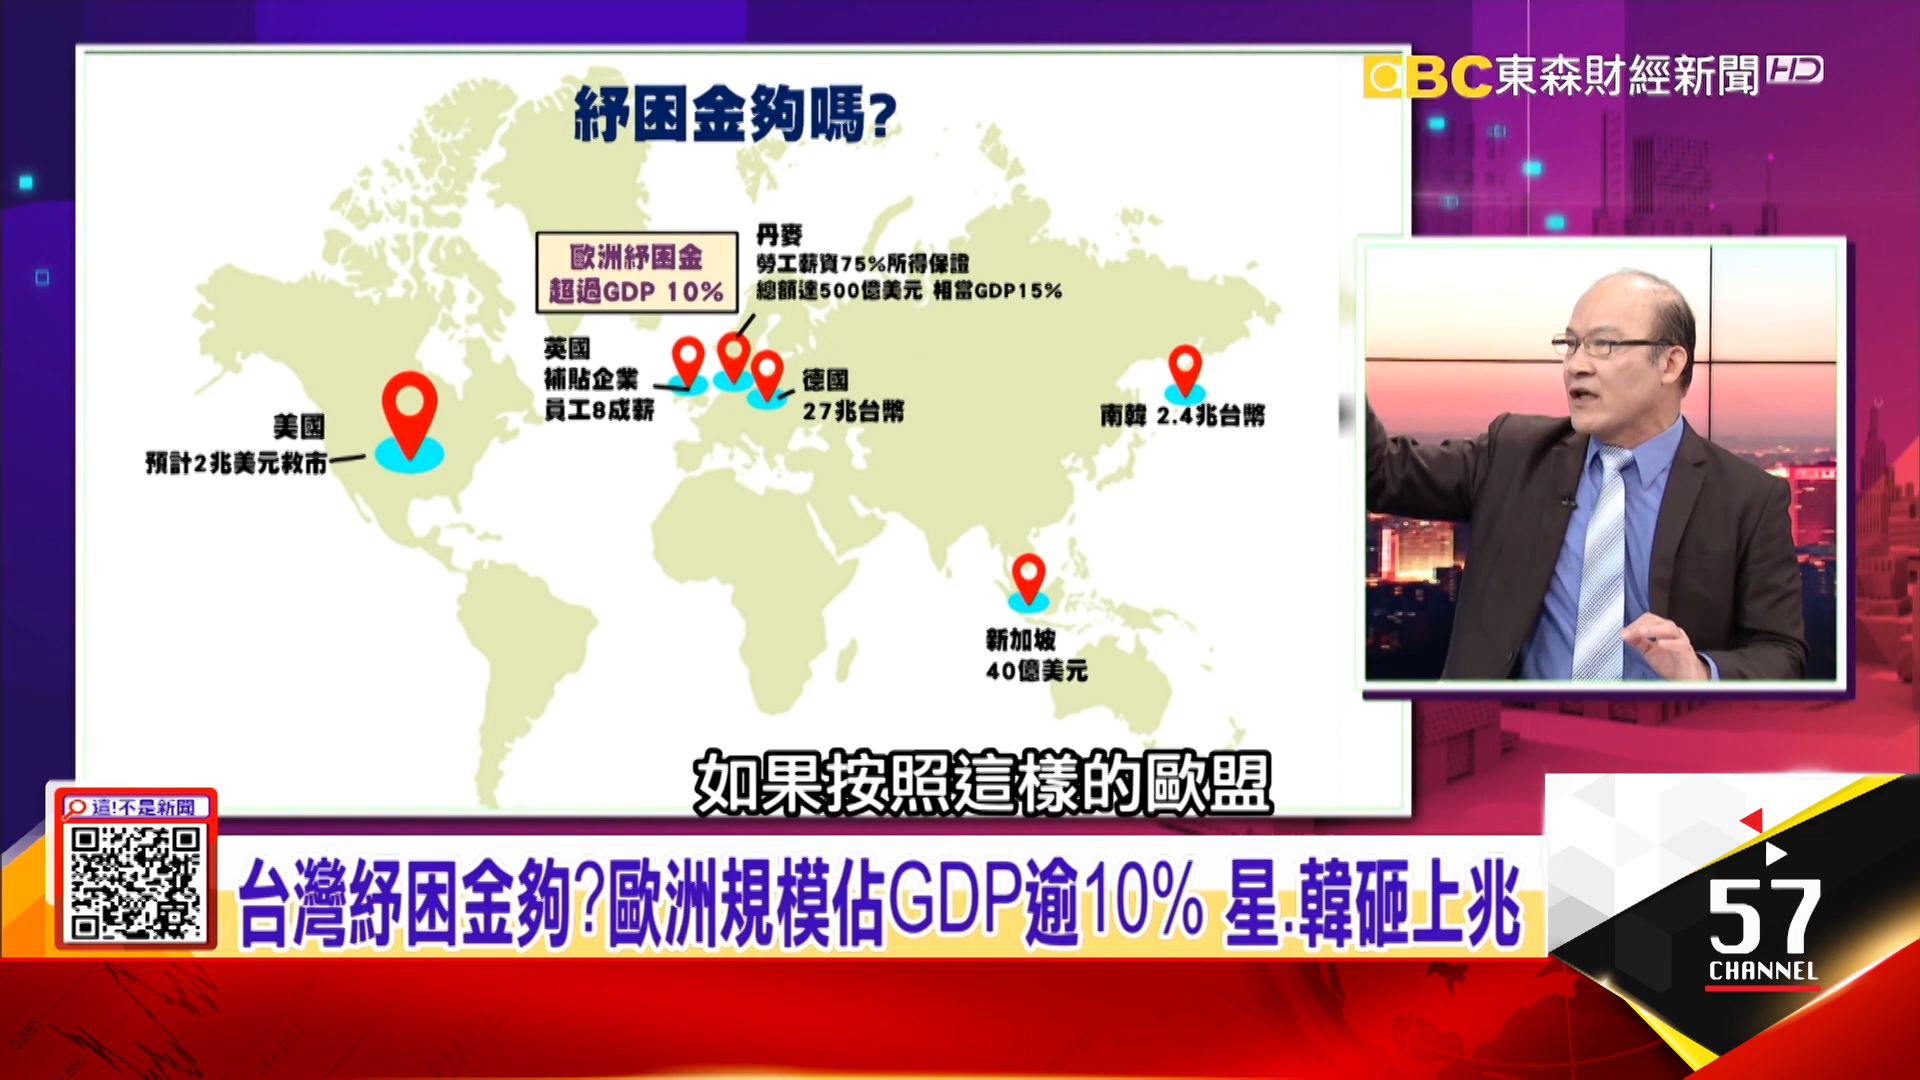 EBC東森財經新聞HD
紓困金夠嗎?
歐洲紓困金
超過GDP 10%
丹麥
勞工薪資75%所得保證
總額達500億美元 相當GDP15%
英國
補貼企業
員工8成薪
德國
27兆台幣
美國
預計2兆美元救市
南韓 2.4兆台幣
新加坡
40億美元
如果按照這樣的歐盟
這!不是新聞
台灣紓困金夠?歐洲規模佔GDP逾10% 星.韓砸上兆
57
CHANNEL